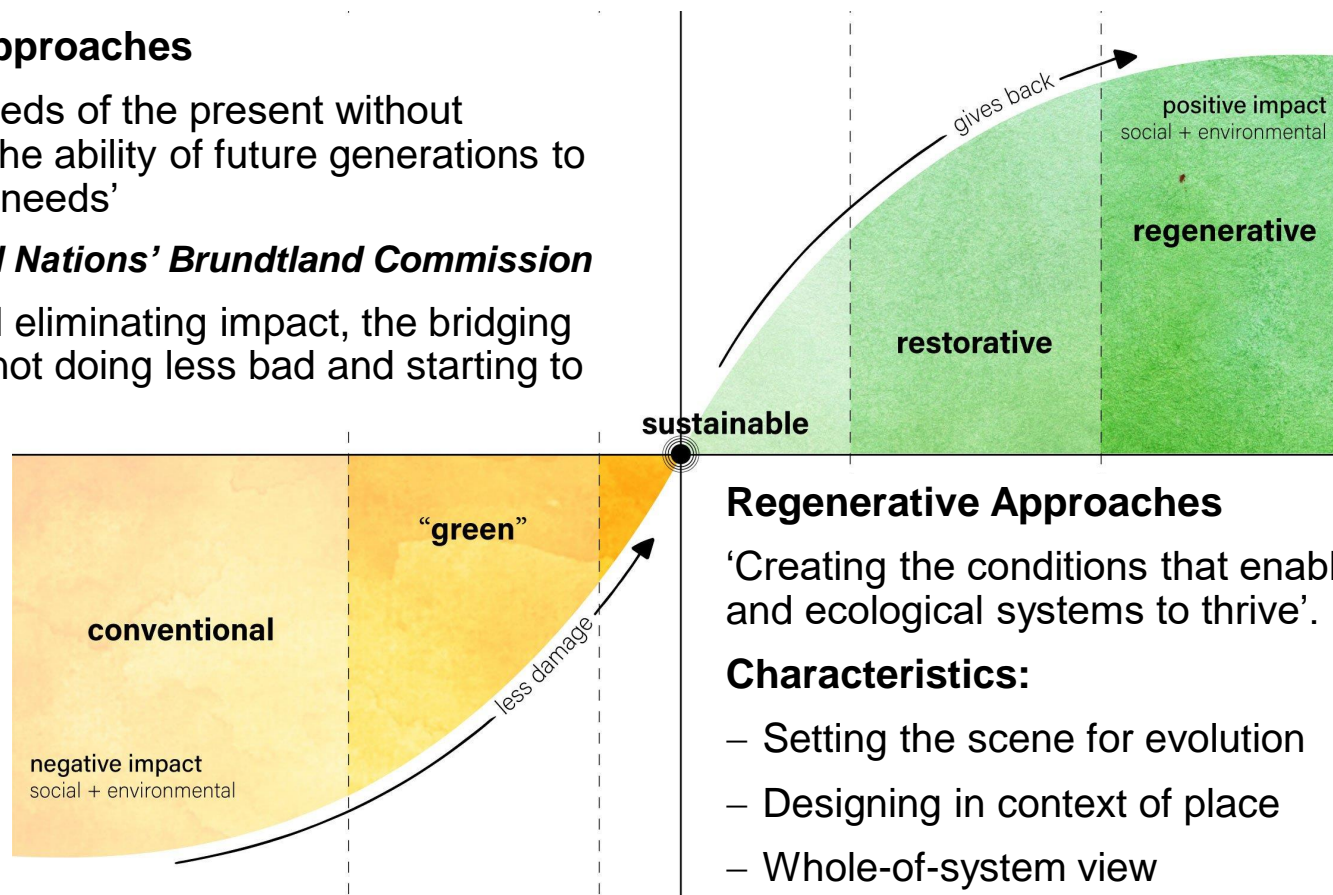 pproaches
eds of the present without
he ability of future generations to
needs’
Nations’ Brundtland Commission
eliminating impact, the bridging
not doing less bad and starting to
gives back
positive impact
social + environmental
regenerative
restorative
sustainable
“green”
conventional
less damage
negative impact
social + environmental
Regenerative Approaches
‘Creating the conditions that enabl
and ecological systems to thrive’.
Characteristics:
– Setting the scene for evolution
– Designing in context of place
– Whole-of-system view